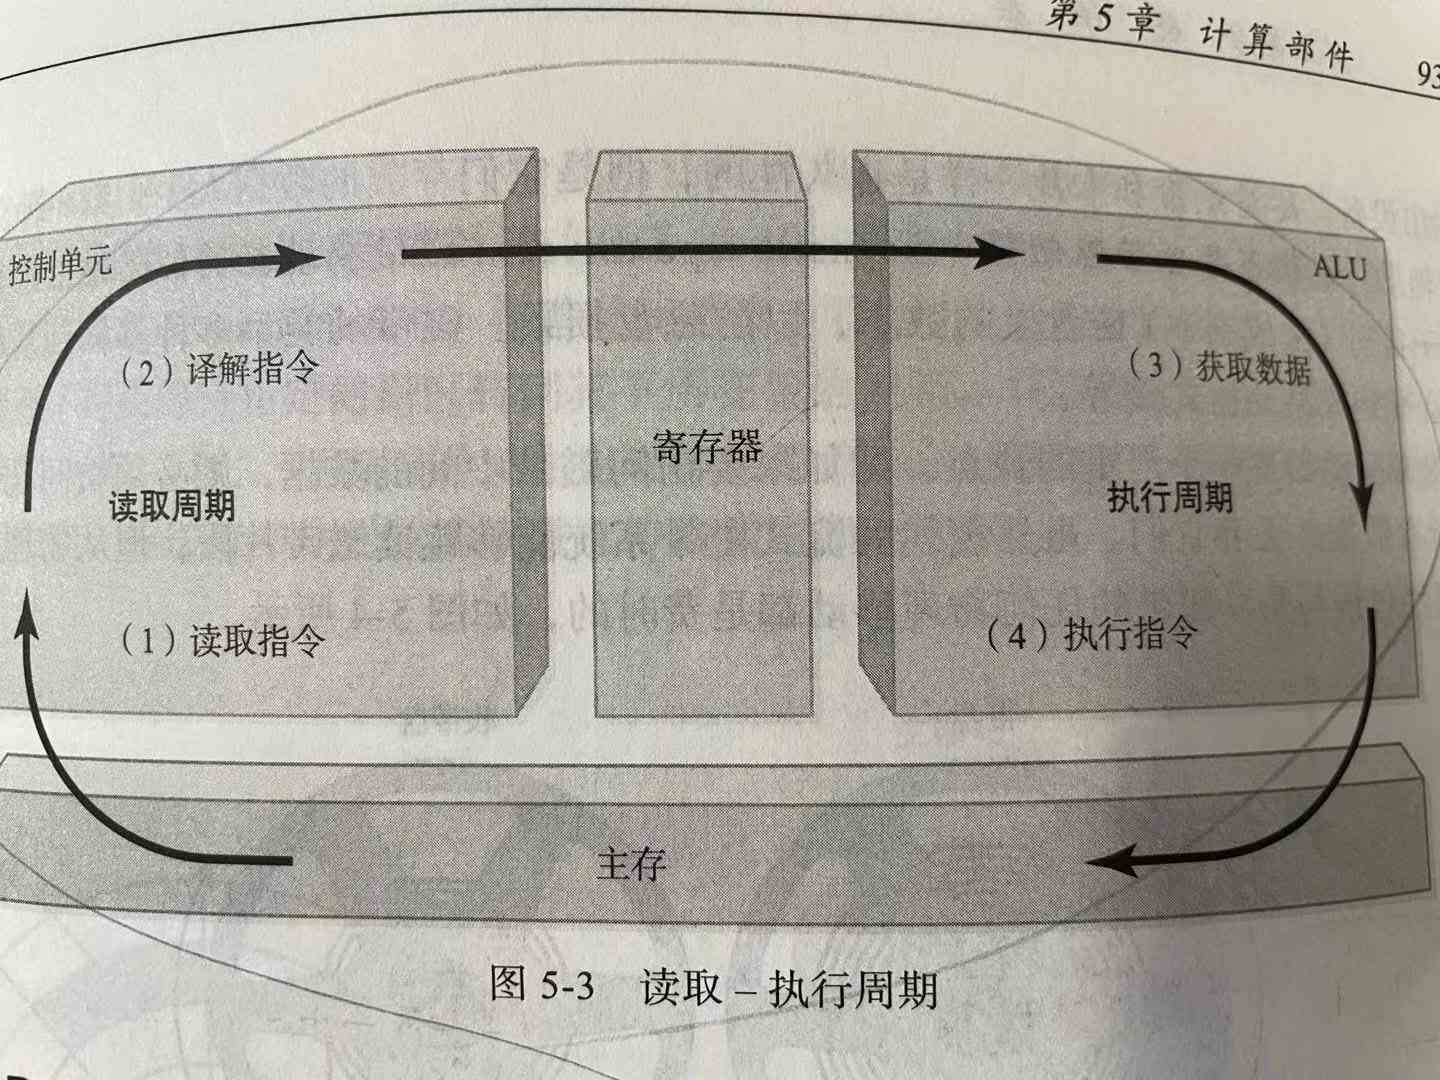 第5章 计算部件 93
控制单元
ALU
(2)译解指令
(3)获取数据
寄存器
读取周期
执行周期
(1)读取指令
(4)执行指令
主存
图 5-3 读取 – 执行周期